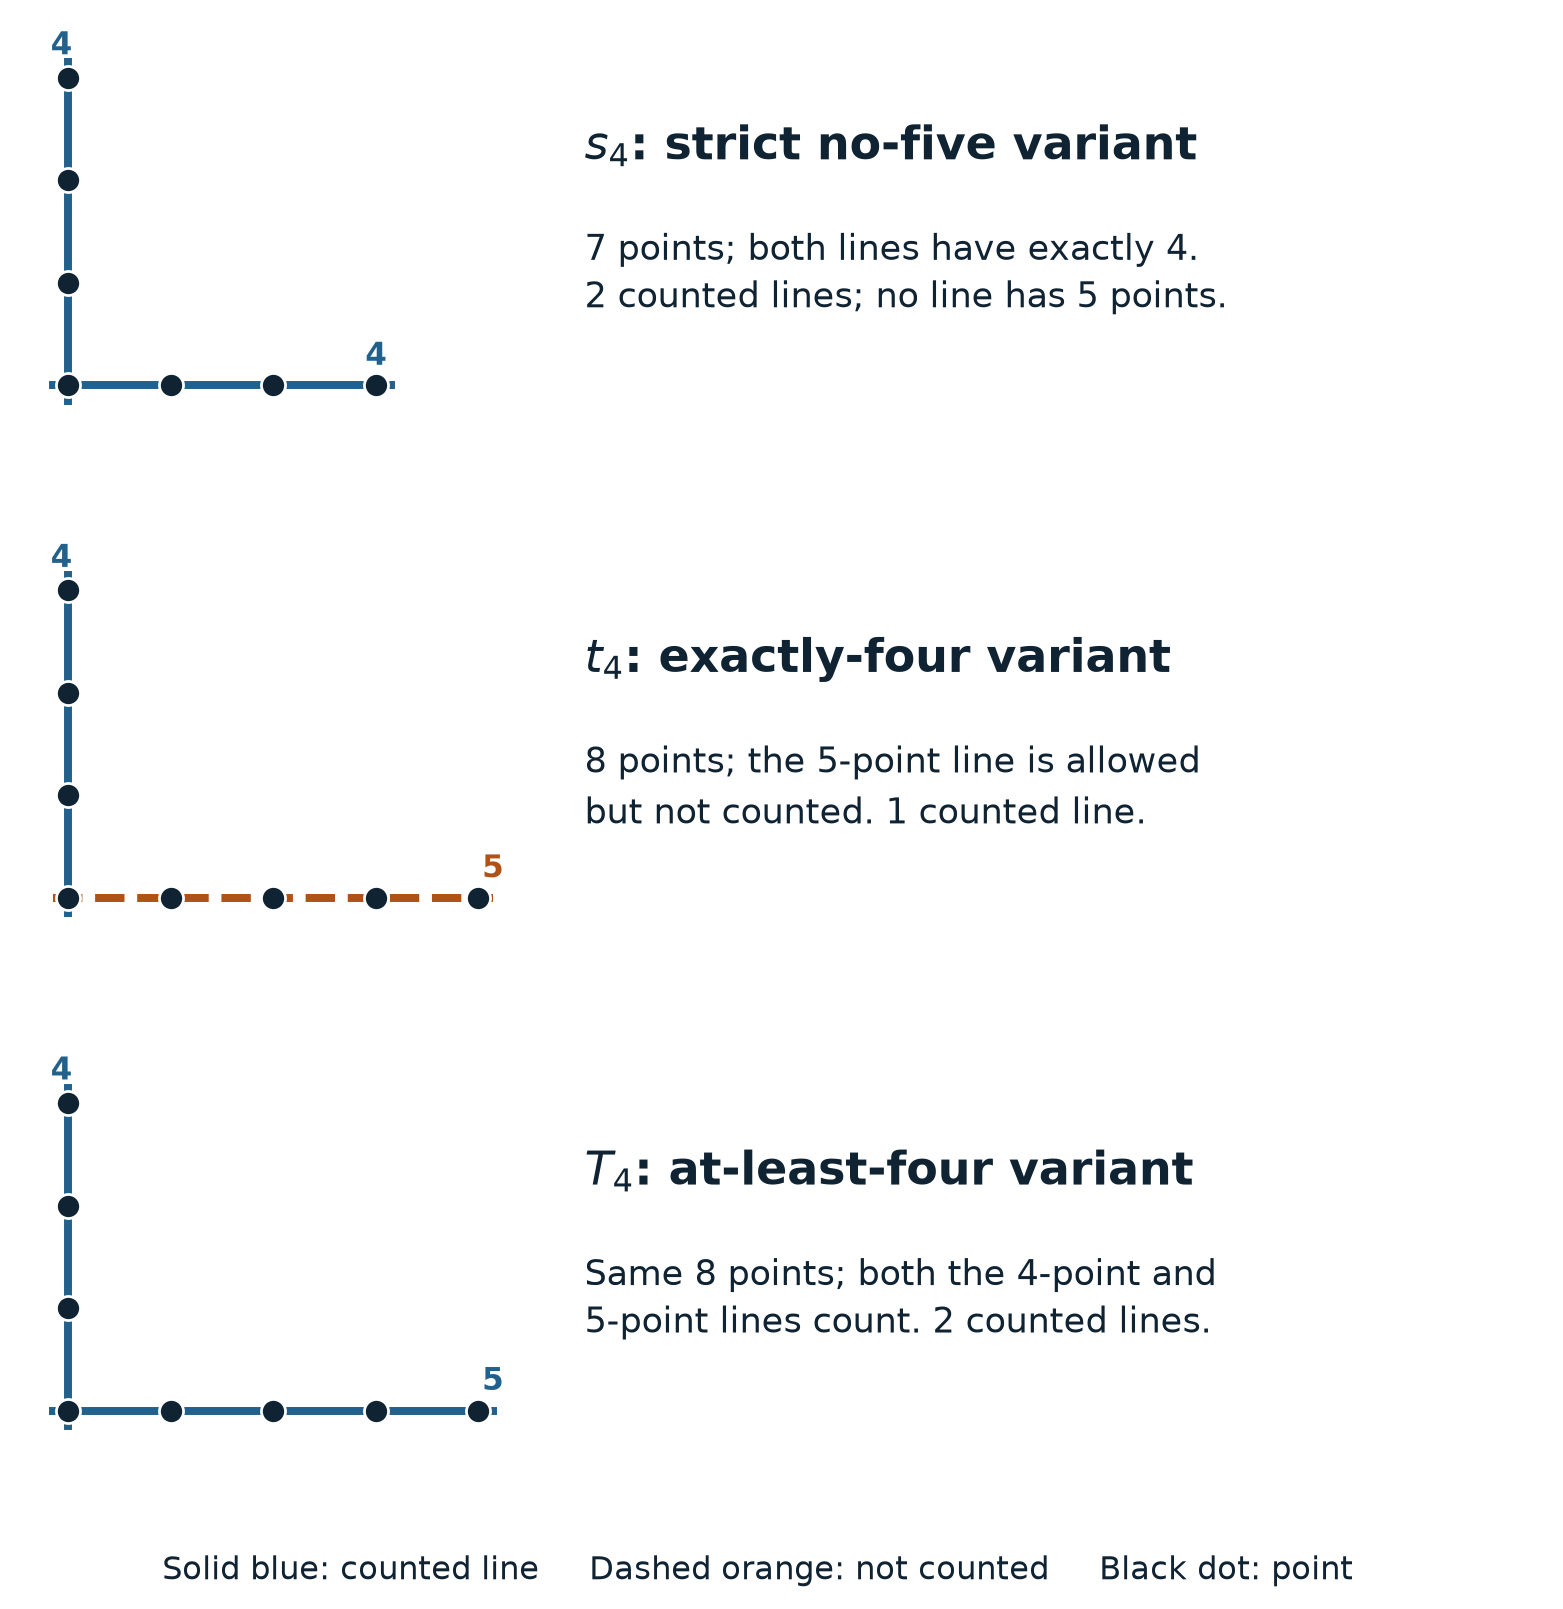 4
4
s₄: strict no-five variant
7 points; both lines have exactly 4.
2 counted lines; no line has 5 points.
4
5
t₄: exactly-four variant
8 points; the 5-point line is allowed
but not counted. 1 counted line.
4
5
T₄: at-least-four variant
Same 8 points; both the 4-point and
5-point lines count. 2 counted lines.
Solid blue: counted line Dashed orange: not counted Black dot: point